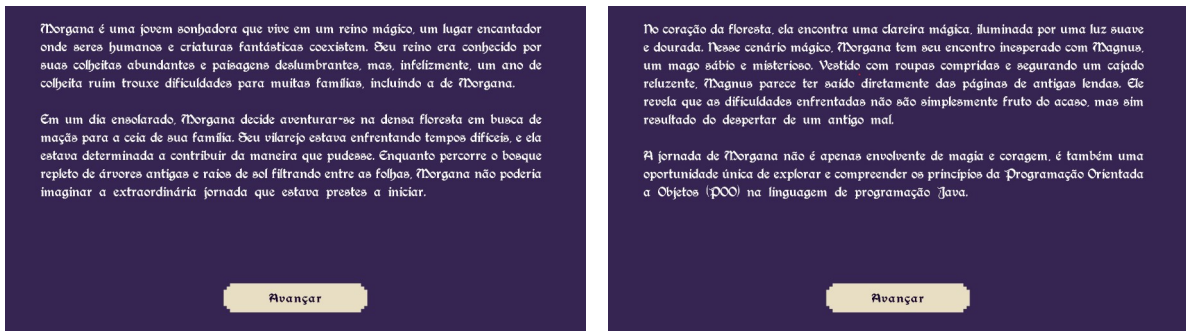 Morgana é uma jovem sonhadora que vive em um reino mágico, um lugar encantador
onde seres humanos e criaturas fantásticas coexistem. Seu reino era conhecido por
suas colheitas abundantes e paisagens deslumbrantes, mas, infelizmente, um ano de
colheita ruim trouxe dificuldades para muitas famílias, incluindo a de Morgana.
Em um dia ensolarado, Morgana decide aventurar-se na densa floresta em busca de
maçãs para a ceia de sua família. Seu vilarejo estava enfrentando tempos difíceis, e ela
estava determinada a contribuir da maneira que pudesse. Enquanto percorre o bosque
repleto de árvores antigas e raios de sol filtrando entre as folhas, Morgana não poderia
imaginar a extraordinária jornada que estava prestes a iniciar.
Avançar
No coração da floresta, ela encontra uma clareira mágica, iluminada por uma luz suave
e dourada. Nesse cenário mágico, Morgana tem seu encontro inesperado com Magnus,
um mago sábio e misterioso. Vestido com roupas compridas e segurando um cajado
reluzente, Magnus parece ter saído diretamente das páginas de antigas lendas. Ele
revela que as dificuldades enfrentadas não são simplesmente fruto do acaso, mas sim
resultado do despertar de um antigo mal.
A jornada de Morgana não é apenas envolvente de magia e coragem, é também uma
oportunidade única de explorar e compreender os princípios da Programação Orientada
a Objetos (POO) na linguagem de programação Java.
Avançar